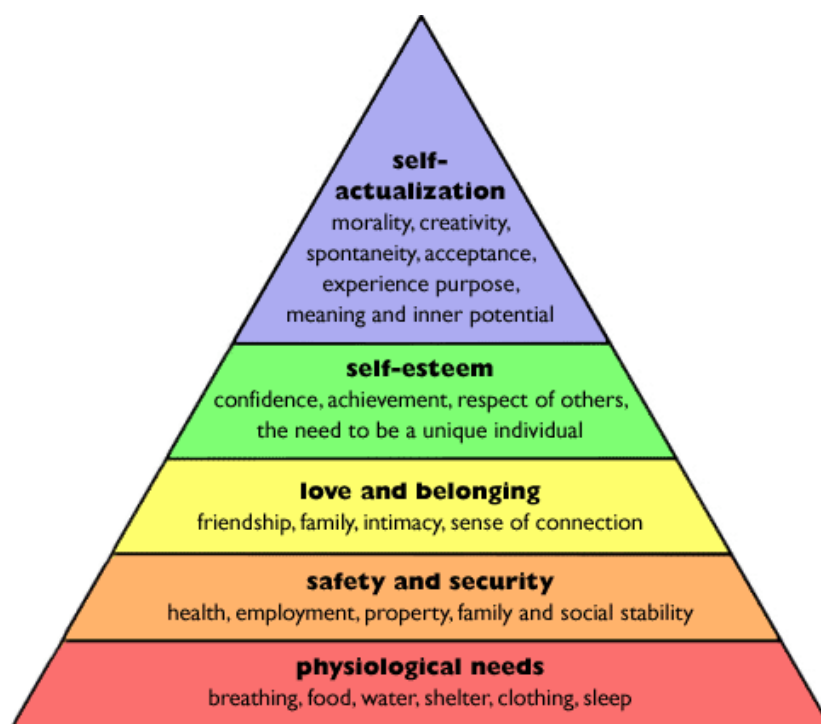 self-
actualization
morality, creativity,
spontaneity, acceptance,
experience purpose,
meaning and inner potential
self-esteem
confidence, achievement, respect of others,
the need to be a unique individual
love and belonging
friendship, family, intimacy, sense of connection
safety and security
health, employment, property, family and social stability
physiological needs
breathing, food, water, shelter, clothing, sleep